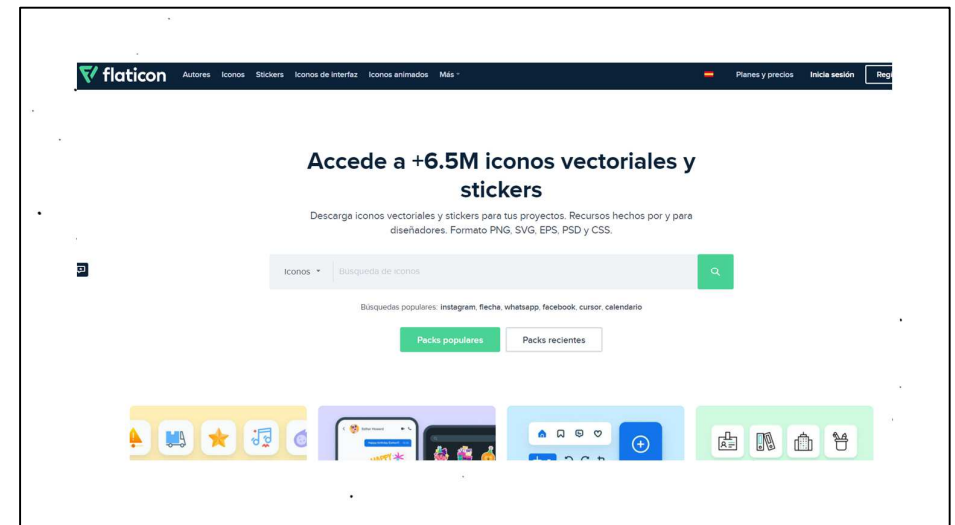 flaticon Autores Iconos Stickers Iconos de interfaz Iconos animados Más Planes y precios Inicia sesión
Accede a +6.5M iconos vectoriales y
stickers
Descarga iconos vectoriales y stickers para tus proyectos. Recursos hechos por y para
diseñadores. Formato PNG, SVG, EPS, PSD y CSS.
Iconos Búsqueda de iconos
Búsquedas populares: instagram, flecha, whatsapp, facebook, cursor, calendario
Packs populares Packs recientes
HAPPY